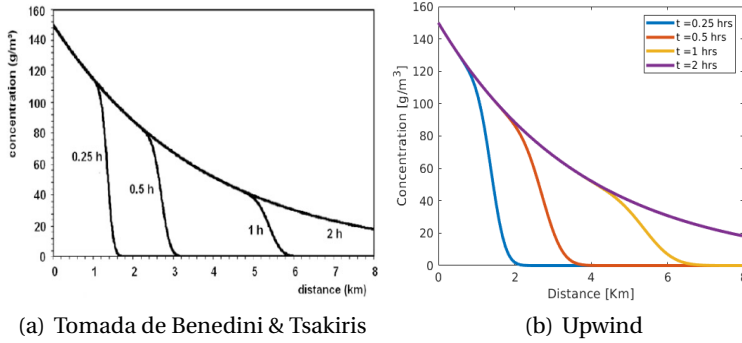 160
140
120
100
80
60
40
20
0
concentration (g/m³)
0.25 h
0.5 h
1 h
2 h
0 1 2 3 4 5 6 7 8
distance (km)
(a) Tomada de Benedini & Tsakiris
160
140
120
100
80
60
40
20
0
Concentration [g/m³]
t =0.25 hrs
t =0.5 hrs
t =1 hrs
t =2 hrs
0 2 4 6 8
Distance [Km]
(b) Upwind